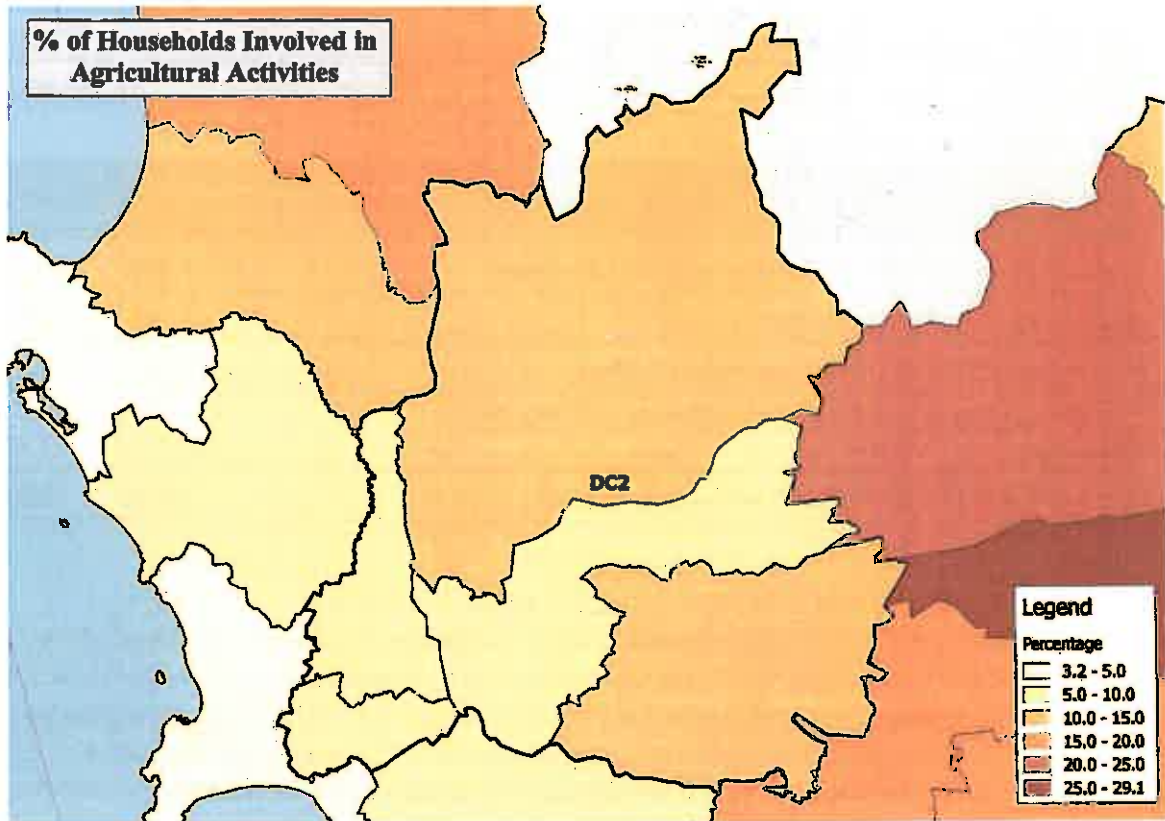 % of Households Involved in
Agricultural Activities
DC2
Legend
Percentage
3.2 - 5.0
5.0 - 10.0
10.0 - 15.0
15.0 - 20.0
20.0 - 25.0
25.0 - 29.1